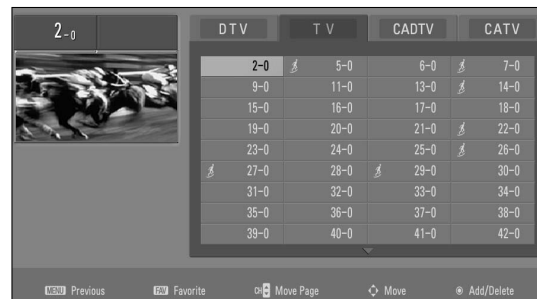 2-0
DTV TV CADTV CATV
2-0 5-0 6-0 7-0
9-0 11-0 13-0 14-0
15-0 16-0 17-0 18-0
19-0 20-0 21-0 22-0
23-0 24-0 25-0 26-0
27-0 28-0 29-0 30-0
31-0 32-0 33-0 34-0
35-0 36-0 37-0 38-0
39-0 40-0 41-0 42-0
MENU Previous FAV Favorite CH Move Page Move Add/Delete